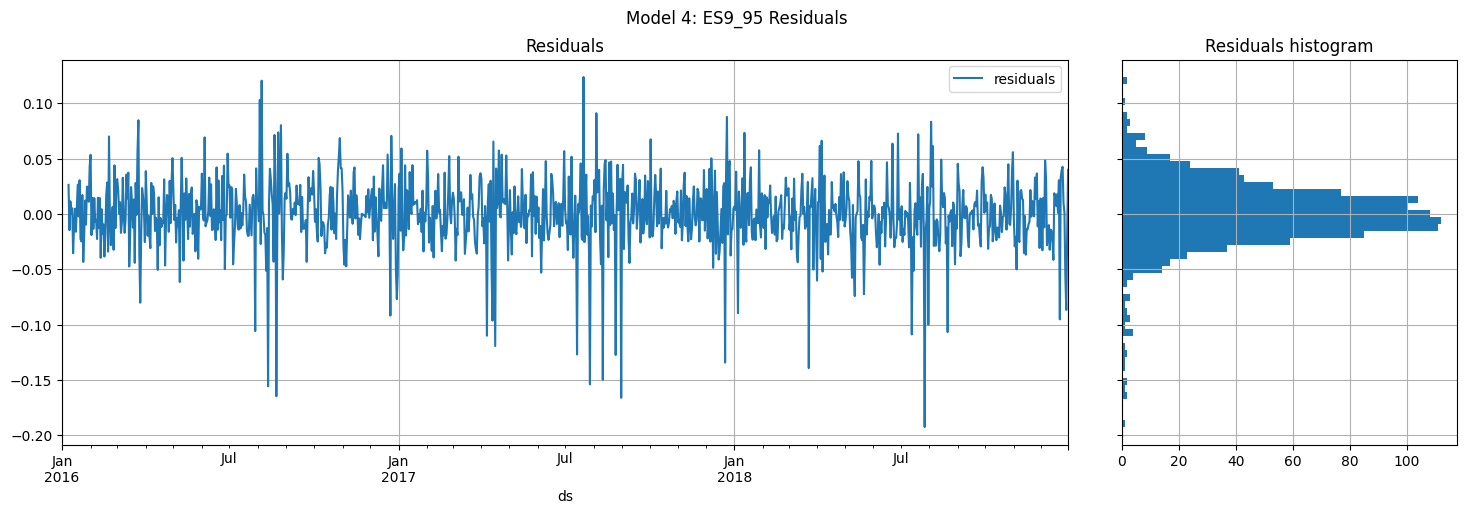 Model 4: ES9_95 Residuals
Residuals
Residuals histogram
residuals
0.10
0.05
0.00
−0.05
−0.10
−0.15
−0.20
Jan
2016
Jul
Jan
2017
Jul
Jan
2018
Jul
ds
0
20
40
60
80
100